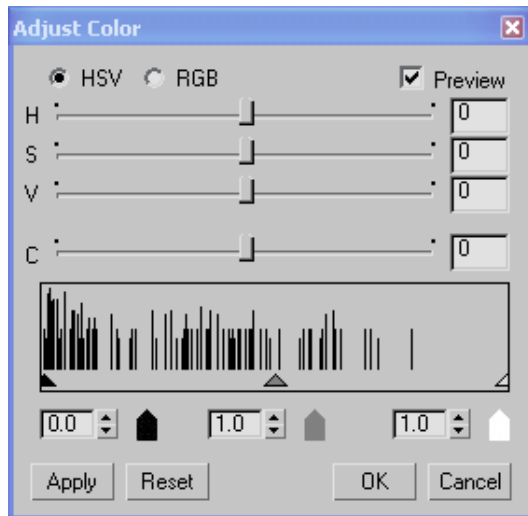 Adjust Color
HSV RGB Preview
H 0
S 0
V 0
C 0
0.0 1.0 1.0
Apply Reset OK Cancel